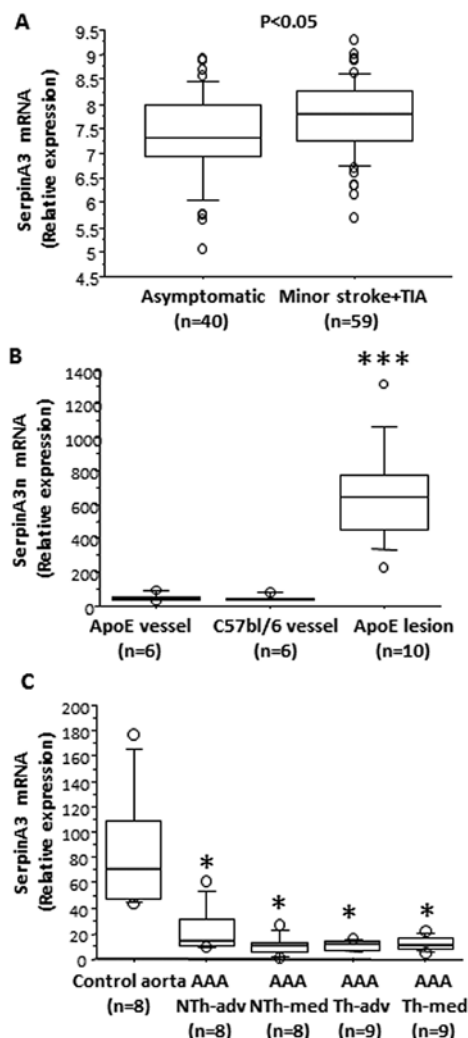 A
P<0.05
SerpinA3 mRNA
(Relative expression)
9.5
9
8.5
8
7.5
7
6.5
6
5.5
5
4.5
Asymptomatic Minor stroke+TIA
(n=40) (n=59)
B
***
SerpinA3n mRNA
(Relative expression)
1400
1200
1000
800
600
400
200
0
ApoE vessel C57bl/6 vessel ApoE lesion
(n=6) (n=6) (n=10)
C
SerpinA3 mRNA
(Relative expression)
200
180
160
140
120
100
80
60
40
20
0
* * * *
Control aorta AAA AAA AAA AAA
(n=8) NTh-adv NTh-med Th-adv Th-med
(n=8) (n=8) (n=9) (n=9)